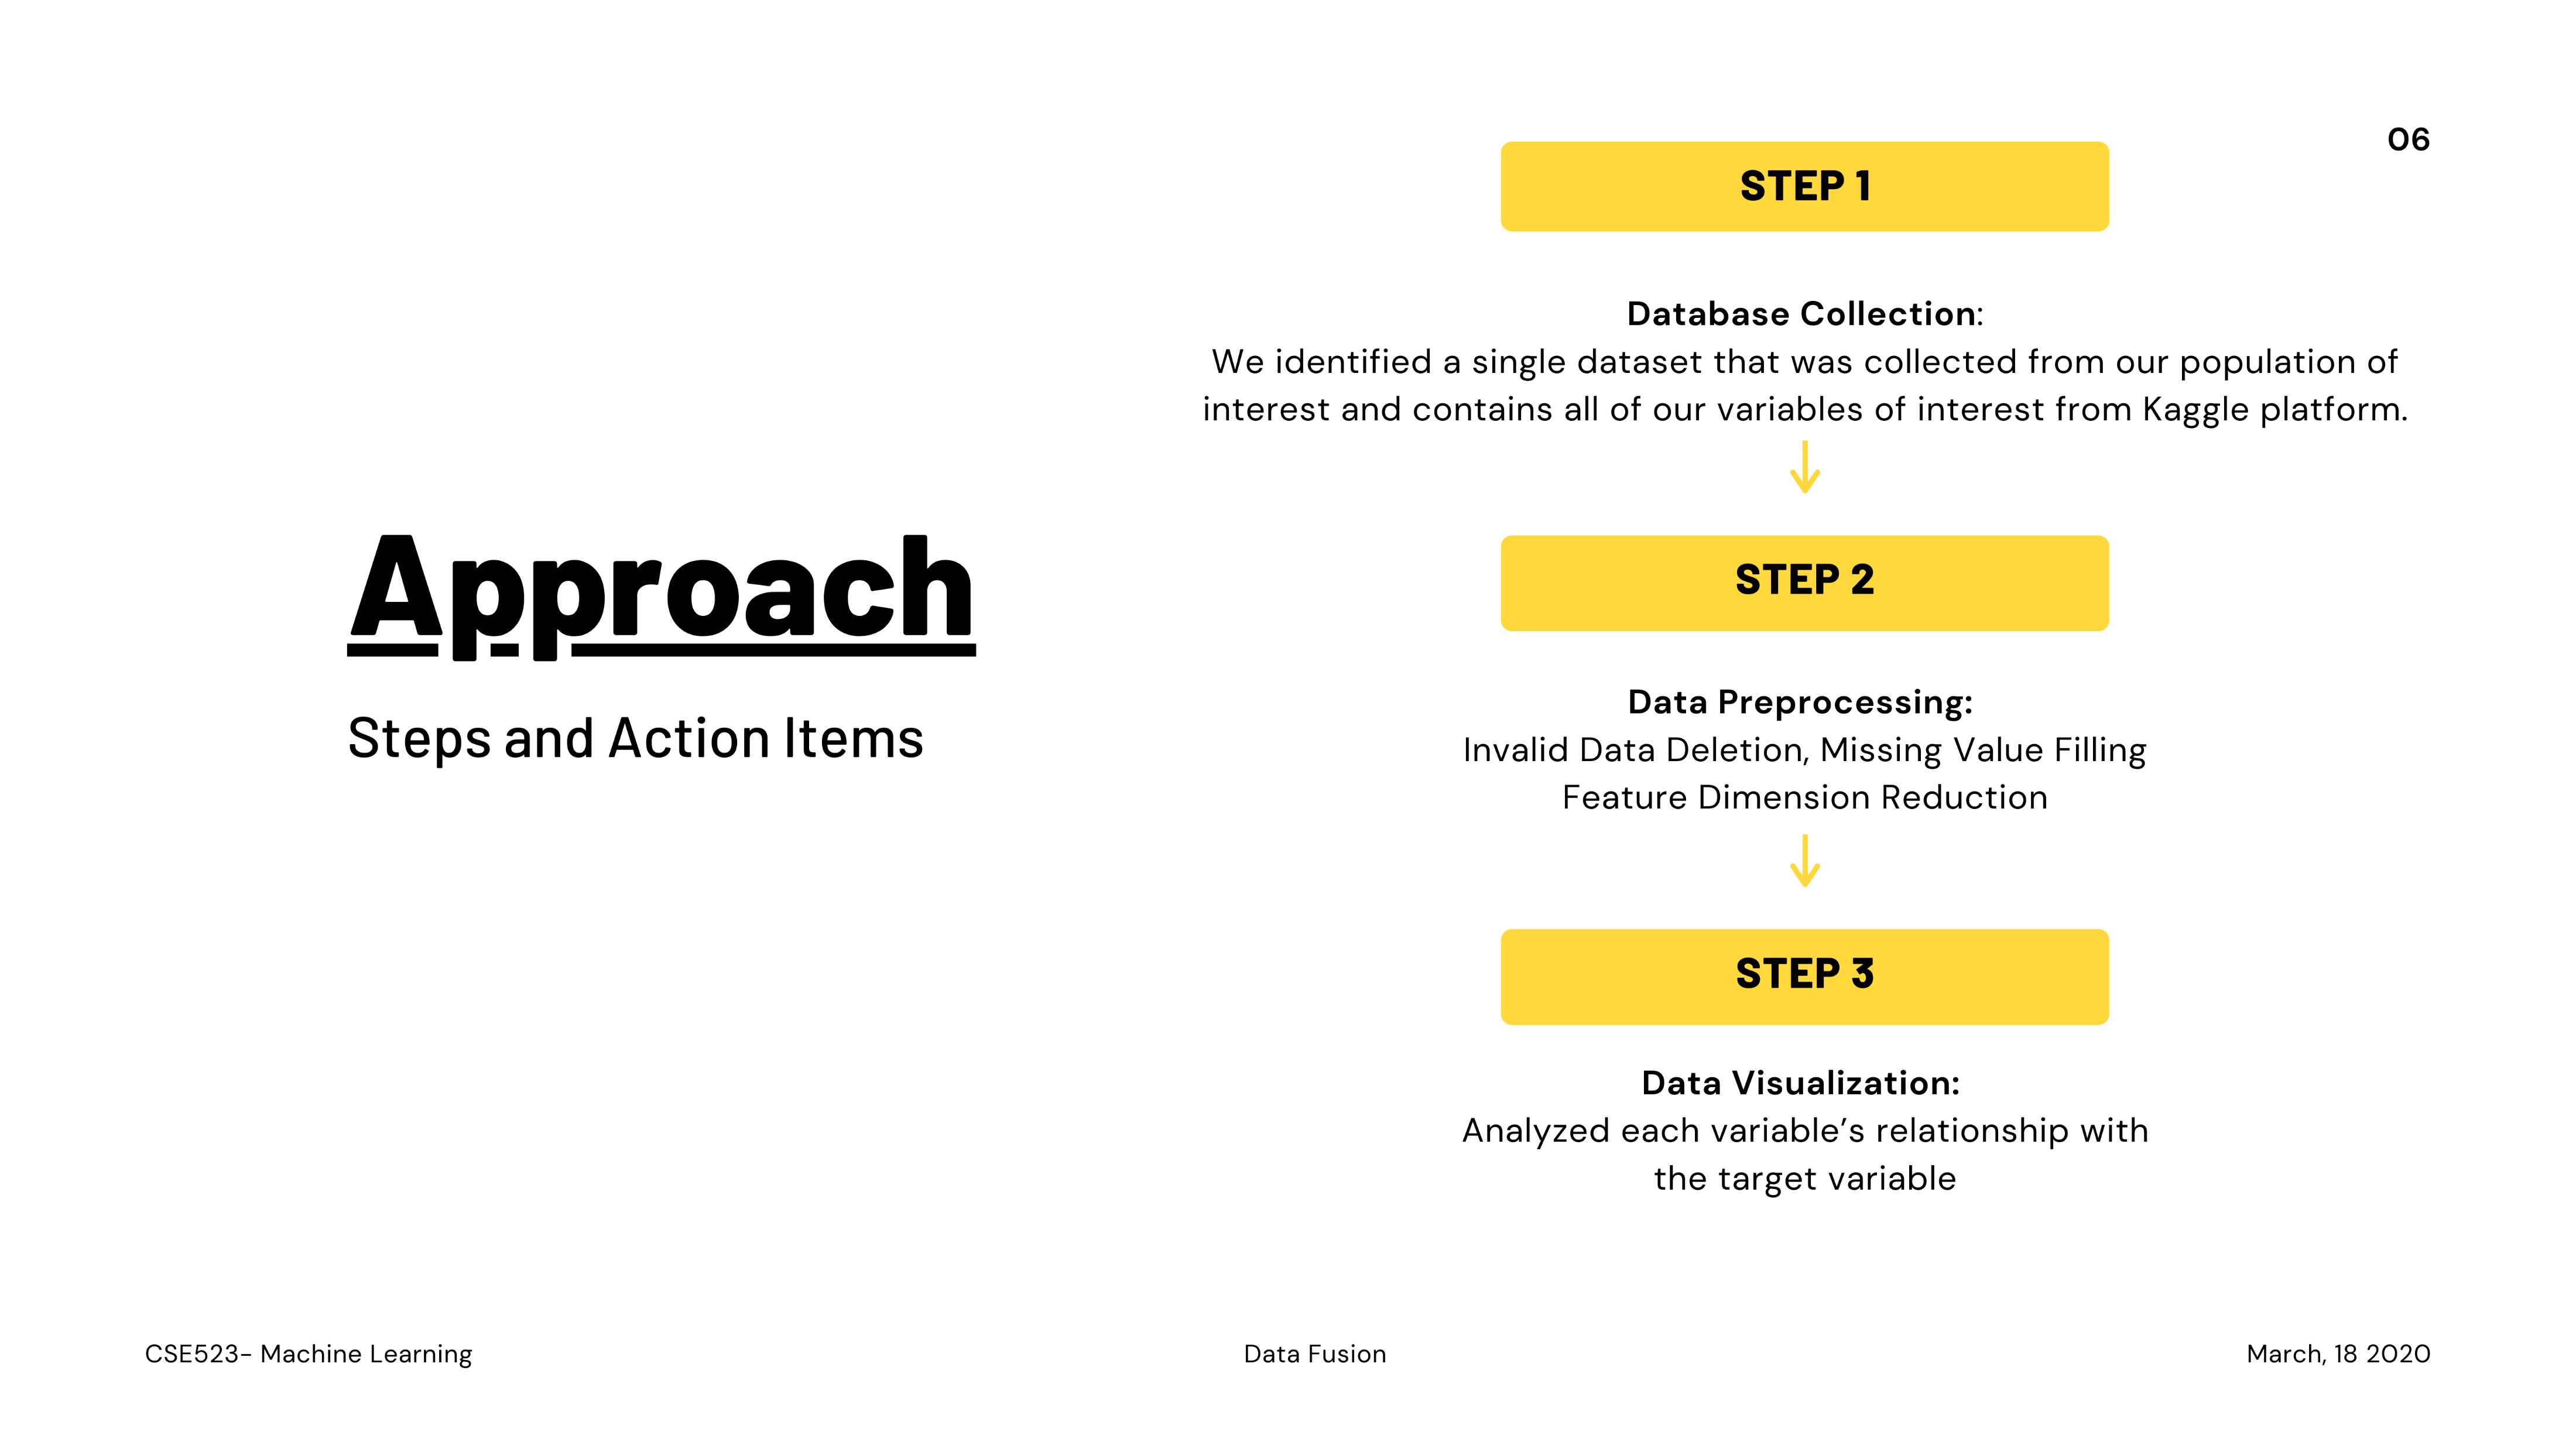 06
Approach
Steps and Action Items
STEP 1
Database Collection:
We identified a single dataset that was collected from our population of
interest and contains all of our variables of interest from Kaggle platform.
STEP 2
Data Preprocessing:
Invalid Data Deletion, Missing Value Filling
Feature Dimension Reduction
STEP 3
Data Visualization:
Analyzed each variable’s relationship with
the target variable
CSE523- Machine Learning
Data Fusion
March, 18 2020